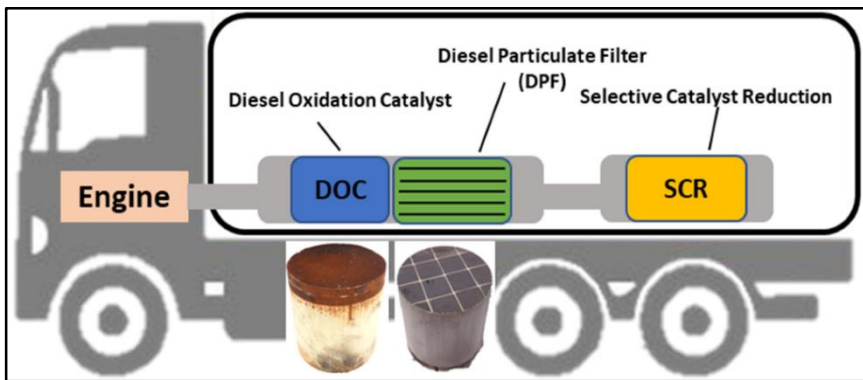 Diesel Particulate Filter
(DPF)
Diesel Oxidation Catalyst
Selective Catalyst Reduction
Engine
DOC
SCR